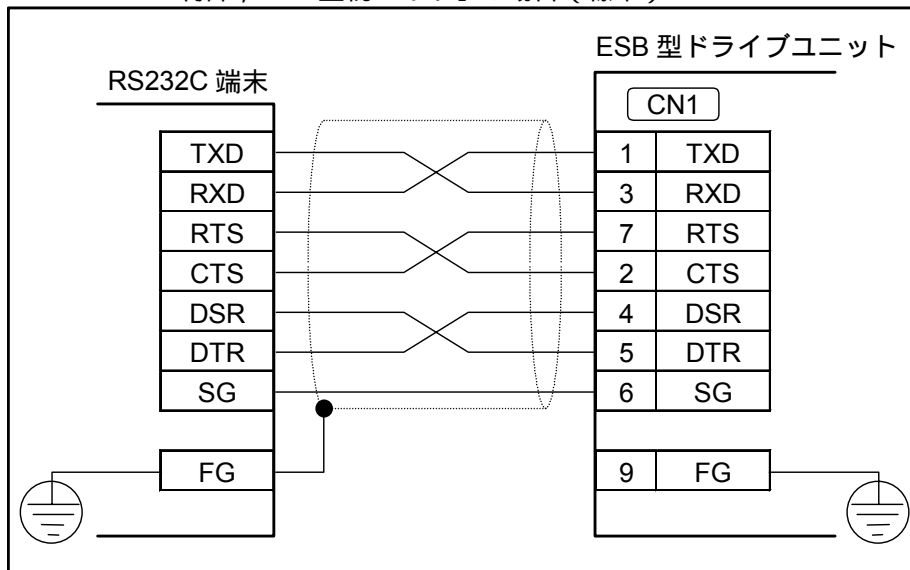 ESB 型ドライブユニット
RS232C 端末
CN1
TXD 1 TXD
RXD 3 RXD
RTS 7 RTS
CTS 2 CTS
DSR 4 DSR
DTR 5 DTR
SG 6 SG
FG 9 FG